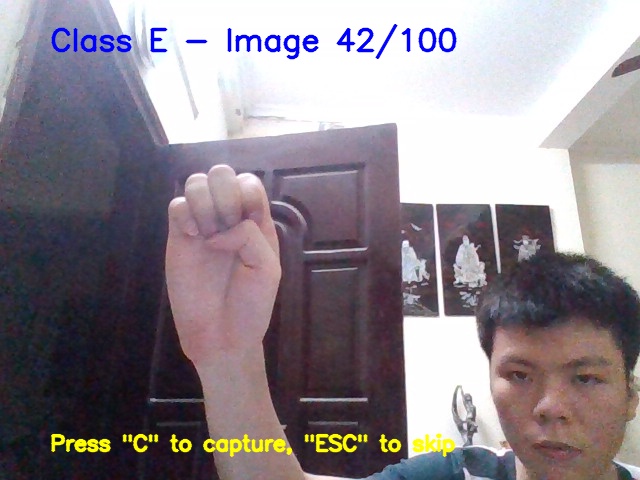 Class E - Image 42/100
Press "C" to capture, "ESC" to skip